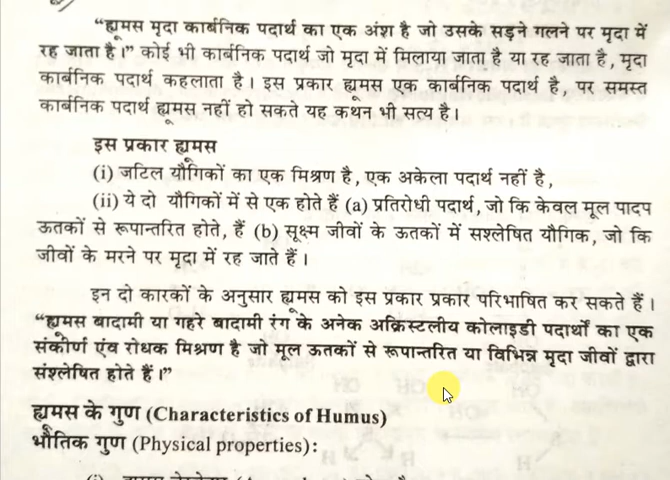 “ह्यूमस मृदा कार्बनिक पदार्थ का एक अंश है जो उसके सड़ने गलने पर मृदा में
रह जाता है।” कोई भी कार्बनिक पदार्थ जो मृदा में मिलाया जाता है या रह जाता है, मृदा
कार्बनिक पदार्थ कहलाता है। इस प्रकार ह्यूमस एक कार्बनिक पदार्थ है, पर समस्त
कार्बनिक पदार्थ ह्यूमस नहीं हो सकते यह कथन भी सत्य है।
इस प्रकार ह्यूमस
(i) जटिल यौगिकों का एक मिश्रण है, एक अकेला पदार्थ नहीं है,
(ii) ये दो यौगिकों में से एक होते हैं (a) प्रतिरोधी पदार्थ, जो कि केवल मूल पादप
ऊतकों से रूपान्तरित होते, हैं (b) सूक्ष्म जीवों के ऊतकों में सश्लेषित यौगिक, जो कि
जीवों के मरने पर मृदा में रह जाते हैं।
इन दो कारकों के अनुसार ह्यूमस को इस प्रकार प्रकार परिभाषित कर सकते हैं।
“ह्यूमस बादामी या गहरे बादामी रंग के अनेक अक्रिस्टलीय कोलाइडी पदार्थो का एक
संकीर्ण एंव रोधक मिश्रण है जो मूल ऊतकों से रूपान्तरित या विभिन्न मृदा जीवों द्वारा
संश्लेषित होते हैं।”
ह्यूमस के गुण (Characteristics of Humus)
भौतिक गुण (Physical properties):